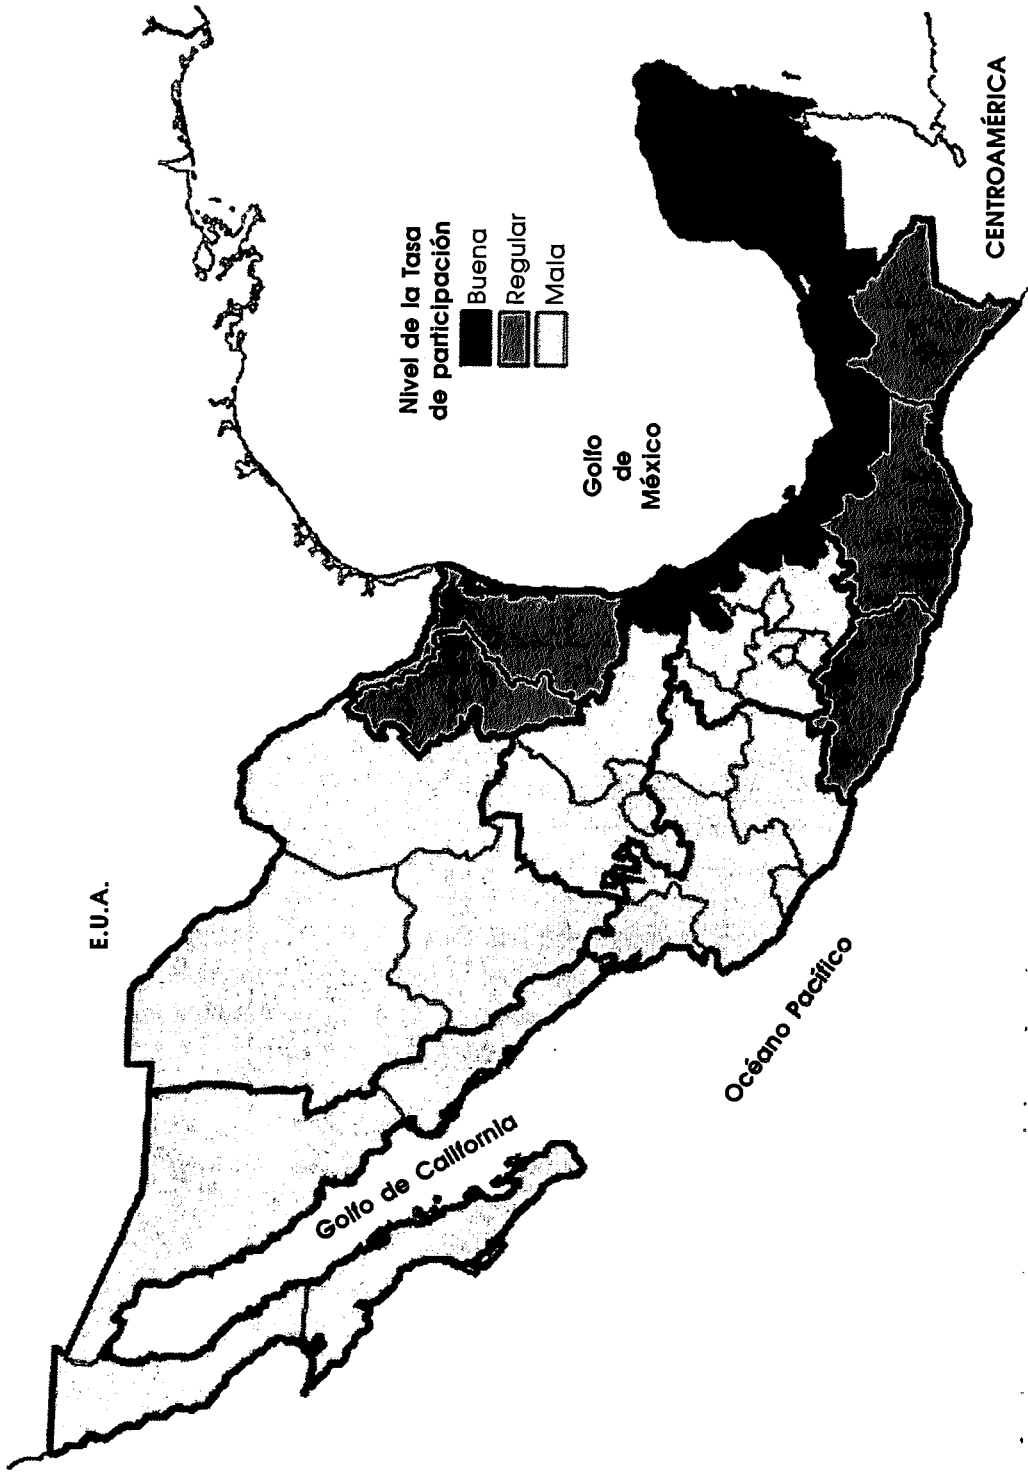 E.U.A.
Nivel de la Tasa
de participación
Buena
Regular
Mala
Golfo
de
México
Golfo de California
Océano Pacífico
CENTROAMÉRICA